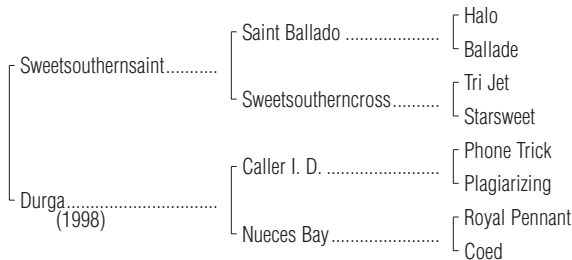 Halo
Saint Ballado ..................
Ballade
Sweetsouthernsaint...........
Tri Jet
Sweetsoutherncross..........
Starsweet
Phone Trick
Caller I. D. ......................
Plagiarizing
Durga................................
(1998)
Royal Pennant
Nueces Bay......................
Coed